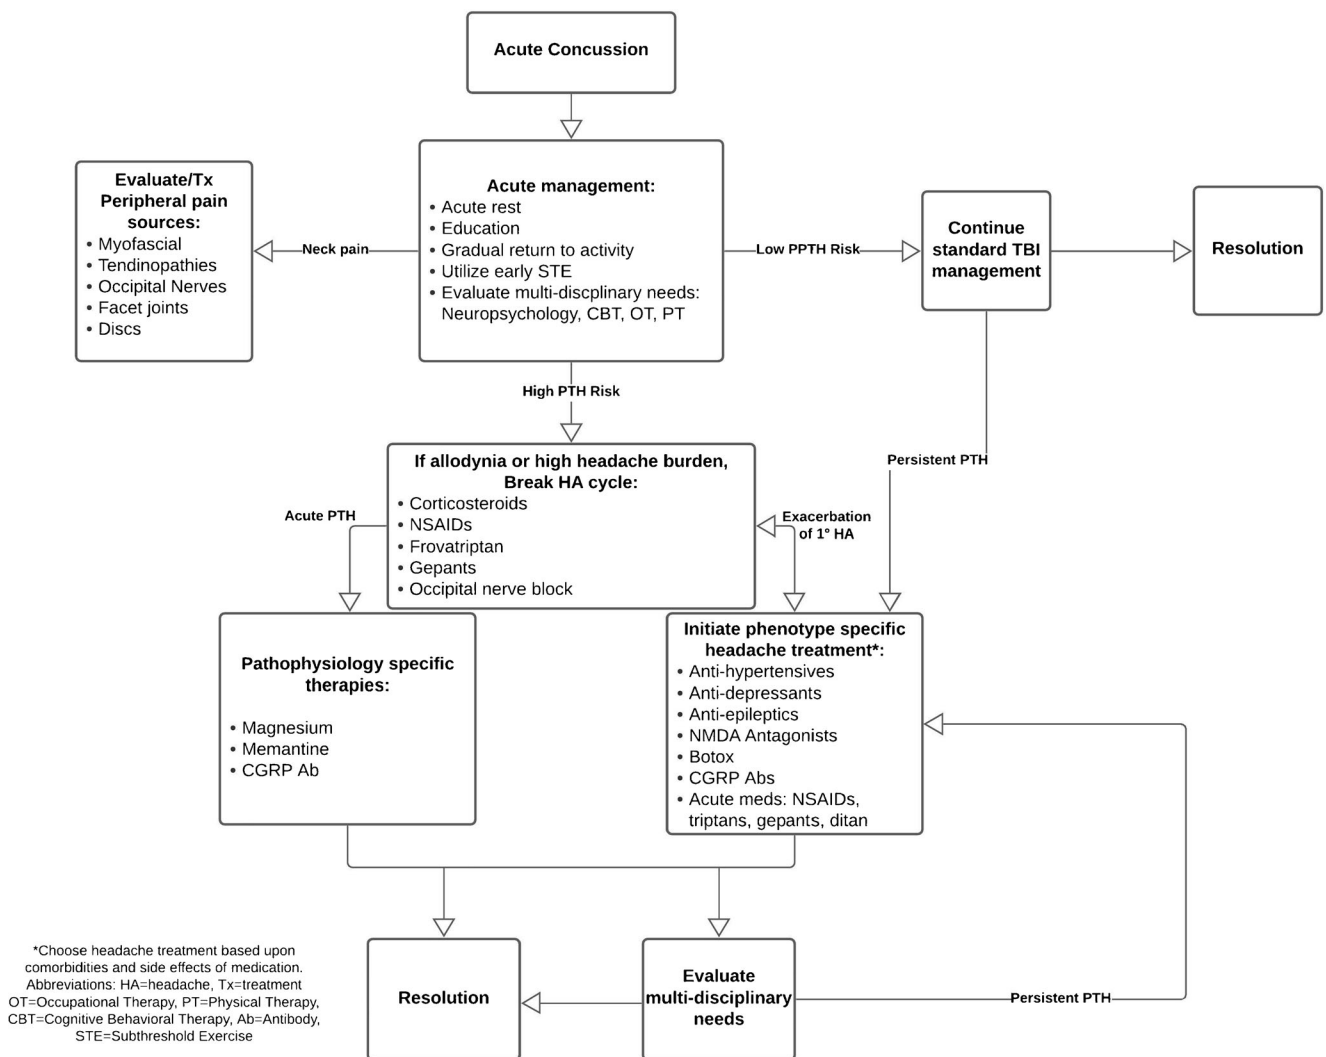 Acute Concussion
Evaluate/Tx
Peripheral pain
sources:
• Myofascial
• Tendinopathies
• Occipital Nerves
• Facet joints
• Discs
Neck pain
Acute management:
• Acute rest
• Education
• Gradual return to activity
• Utilize early STE
• Evaluate multi-discplinary needs:
Neuropsychology, CBT, OT, PT
Low PPTH Risk
Continue
standard TBI
management
Resolution
High PTH Risk
If allodynia or high headache burden,
Break HA cycle:
• Corticosteroids
• NSAIDs
• Frovatriptan
• Gepants
• Occipital nerve block
Acute PTH
Exacerbation
of 1° HA
Persistent PTH
Pathophysiology specific
therapies:
• Magnesium
• Memantine
• CGRP Ab
Initiate phenotype specific
headache treatment*:
• Anti-hypertensives
• Anti-depressants
• Anti-epileptics
• NMDA Antagonists
• Botox
• CGRP Abs
• Acute meds: NSAIDs,
triptans, gepants, ditan
Resolution
Evaluate
multi-disciplinary
needs
Persistent PTH
*Choose headache treatment based upon
comorbidities and side effects of medication.
Abbreviations: HA=headache, Tx=treatment
OT=Occupational Therapy, PT=Physical Therapy,
CBT=Cognitive Behavioral Therapy, Ab=Antibody,
STE=Subthreshold Exercise